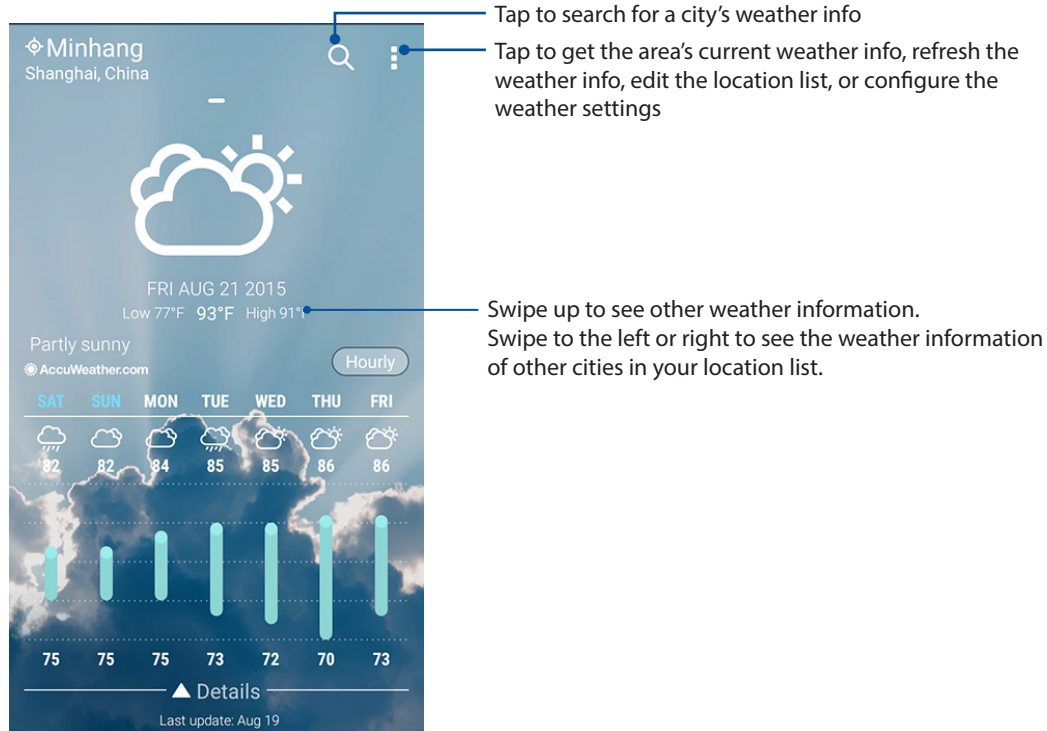 Tap to search for a city’s weather info
Minhang
Shanghai, China
Tap to get the area’s current weather info, refresh the
weather info, edit the location list, or configure the
weather settings
FRI AUG 21 2015
Low 77°F 93°F High 91°F
Swipe up to see other weather information.
Swipe to the left or right to see the weather information
of other cities in your location list.
Partly sunny
AccuWeather.com
Hourly
SAT SUN MON TUE WED THU FRI
82 82 84 85 85 86 86
75 75 75 73 72 70 73
Details
Last update: Aug 19